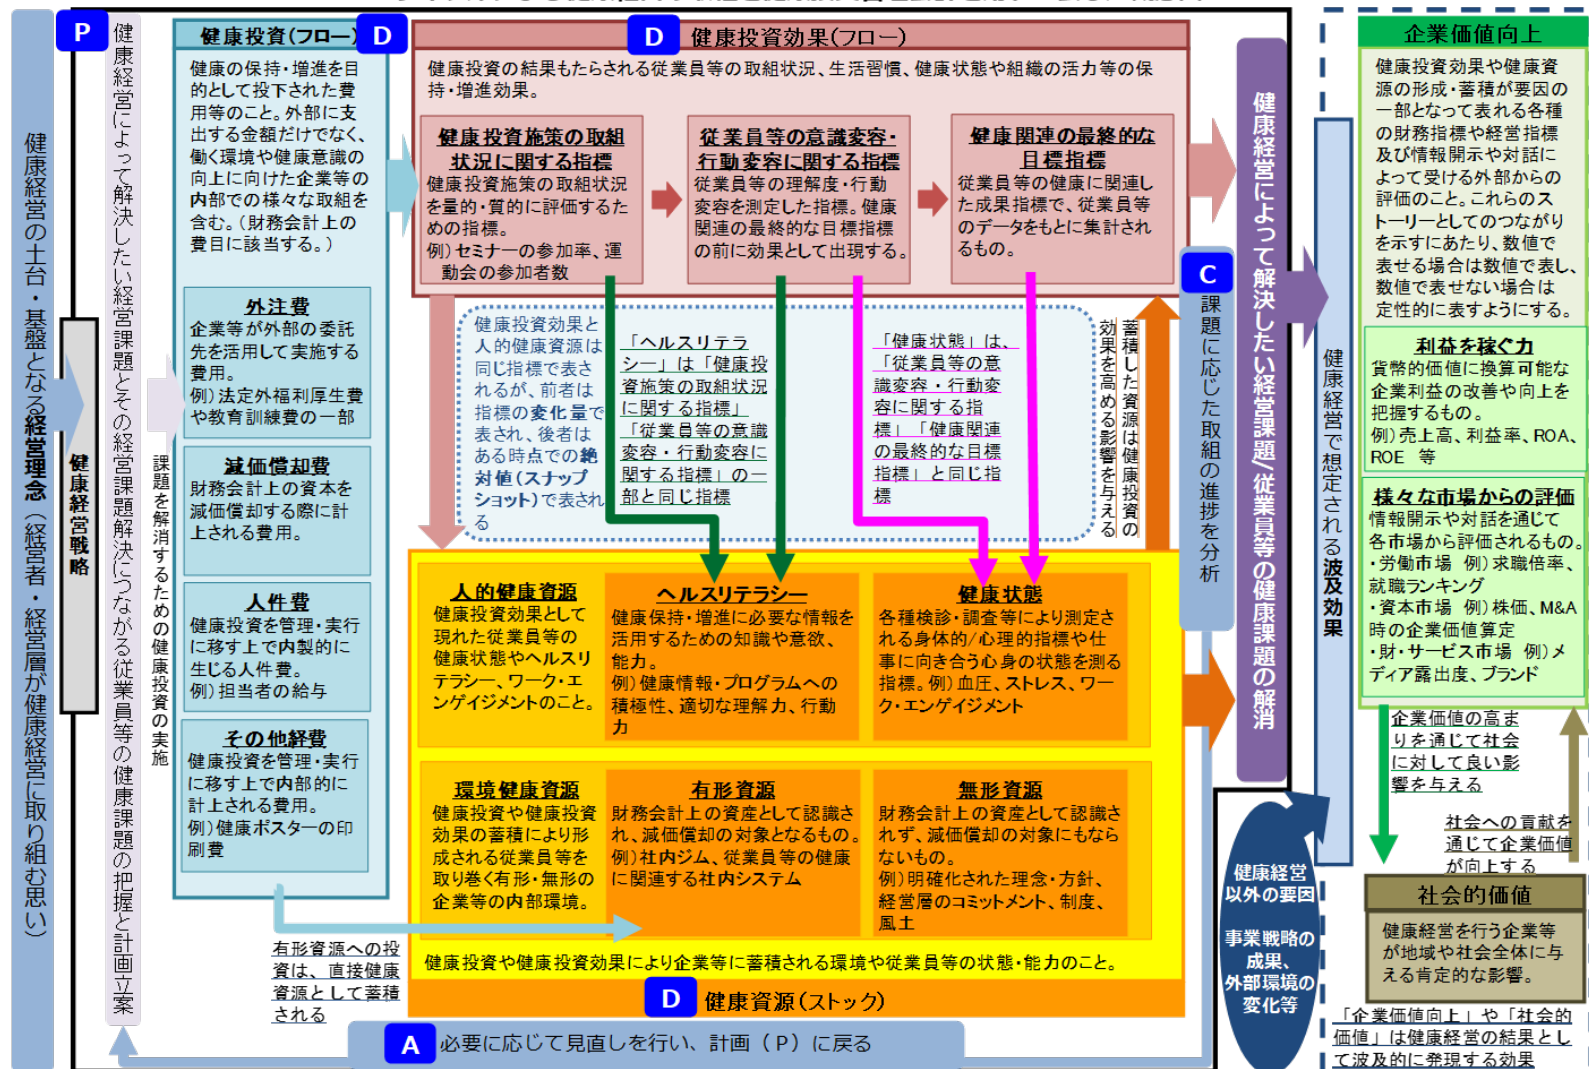 健康経営の土台・基盤となる経営理念（経営者・経営層が健康経営に取り組む思い）
健康経営戦略
P
健康経営によって解決したい経営課題とその経営課題解決につながる従業員等の健康課題の把握と計画立案
課題を解消するための健康投資の実施
健康投資（フロー）
D
健康の保持・増進を目
的として投下された費
用等のこと。外部に支
出する金額だけでなく、
働く環境や健康意識の
向上に向けた企業等の
内部での様々な取組を
含む。（財務会計上の
費目に該当する。）
外注費
企業等が外部の委託
先を活用して実施する
費用。
例）法定外福利厚生費
や教育訓練費の一部
減価償却費
財務会計上の資本を
減価償却する際に計
上される費用。
人件費
健康投資を管理・実行
に移す上で内製的に
生じる人件費。
例）担当者の給与
その他経費
健康投資を管理・実行
に移す上で内部的に
計上される費用。
例）健康ポスターの印
刷費
有形資源への投
資は、直接健康
資源として蓄積
される
D
健康投資効果（フロー）
健康投資の結果もたらされる従業員等の取組状況、生活習慣、健康状態や組織の活力等の保
持・増進効果。
健康投資施策の取組
状況に関する指標
健康投資施策の取組状況
を量的・質的に評価するた
めの指標。
例）セミナーの参加率、運
動会の参加者数
従業員等の意識変容・
行動変容に関する指標
従業員等の理解度・行動
変容を測定した指標。健康
関連の最終的な目標指標
の前に効果として出現する。
健康関連の最終的な
目標指標
従業員等の健康に関連し
た成果指標で、従業員等
のデータをもとに集計され
るもの。
健康投資効果と
人的健康資源は
同じ指標で表さ
れるが、前者は
指標の変化量で
表され、後者は
ある時点での絶
対値（スナップ
ショット）で表され
る
「ヘルスリテラ
シー」は「健康投
資施策の取組状況
に関する指標」
「従業員等の意識
変容・行動変容に
関する指標」の一
部と同じ指標
「健康状態」は、
「従業員等の意
識変容・行動変
容に関する指
標」「健康関連
の最終的な目標
指標」と同じ指
標
蓄積した資源は健康投資の
効果を高める影響を与える
C
課題に応じた取組の進捗を分析
人的健康資源
健康投資効果として
現れた従業員等の
健康状態やヘルスリ
テラシー、ワーク・エ
ンゲイジメントのこと。
ヘルスリテラシー
健康保持・増進に必要な情報を
活用するための知識や意欲、
能力。
例）健康情報・プログラムへの
積極性、適切な理解力、行動
力
健康状態
各種検診・調査等により測定さ
れる身体的/心理的指標や仕
事に向き合う心身の状態を測る
指標。例）血圧、ストレス、ワー
ク・エンゲイジメント
環境健康資源
健康投資や健康投資
効果の蓄積により形
成される従業員等を
取り巻く有形・無形の
企業等の内部環境。
有形資源
財務会計上の資産として認識さ
れ、減価償却の対象となるもの。
例）社内ジム、従業員等の健康
に関連する社内システム
無形資源
財務会計上の資産として認識さ
れず、減価償却の対象にもなら
ないもの。
例）明確化された理念・方針、
経営層のコミットメント、制度、
風土
健康投資や健康投資効果により企業等に蓄積される環境や従業員等の状態・能力のこと。
D
健康資源（ストック）
A
必要に応じて見直しを行い、計画（P）に戻る
健康経営によって解決したい経営課題/従業員等の健康課題の解消
健康経営で想定される波及効果
健康経営
以外の要因
事業戦略の
成果、
外部環境の
変化等
企業価値向上
健康投資効果や健康資
源の形成・蓄積が要因の
一部となって表れる各種
の財務指標や経営指標
及び情報開示や対話に
よって受ける外部からの
評価のこと。これらのス
トーリーとしてのつながり
を示すにあたり、数値で
表せる場合は数値で表し、
数値で表せない場合は
定性的に表すようにする。
利益を稼ぐ力
貨幣的価値に換算可能な
企業利益の改善や向上を
把握するもの。
例）売上高、利益率、ROA、
ROE 等
様々な市場からの評価
情報開示や対話を通じて
各市場から評価されるもの。
・労働市場 例）求職倍率、
就職ランキング
・資本市場 例）株価、M&A
時の企業価値算定
・財・サービス市場 例）メ
ディア露出度、ブランド
企業価値の高ま
りを通じて社会
に対して良い影
響を与える
社会への貢献を
通じて企業価値
が向上する
社会的価値
健康経営を行う企業等
が地域や社会全体に与
える肯定的な影響。
「企業価値向上」や「社会的
価値」は健康経営の結果とし
て波及的に発現する効果